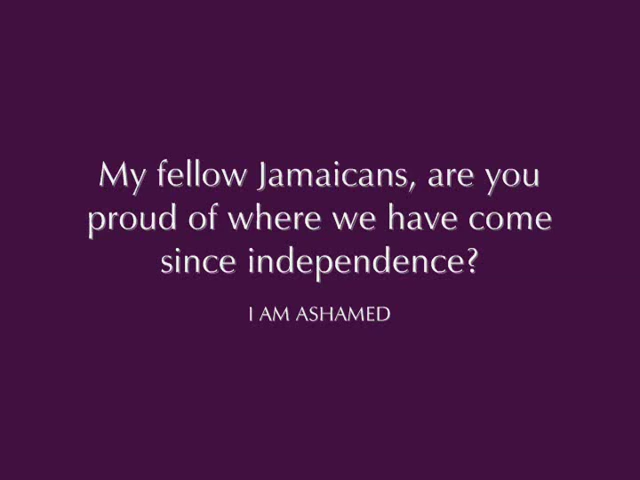 My fellow Jamaicans, are you
proud of where we have come
since independence?
I AM ASHAMED